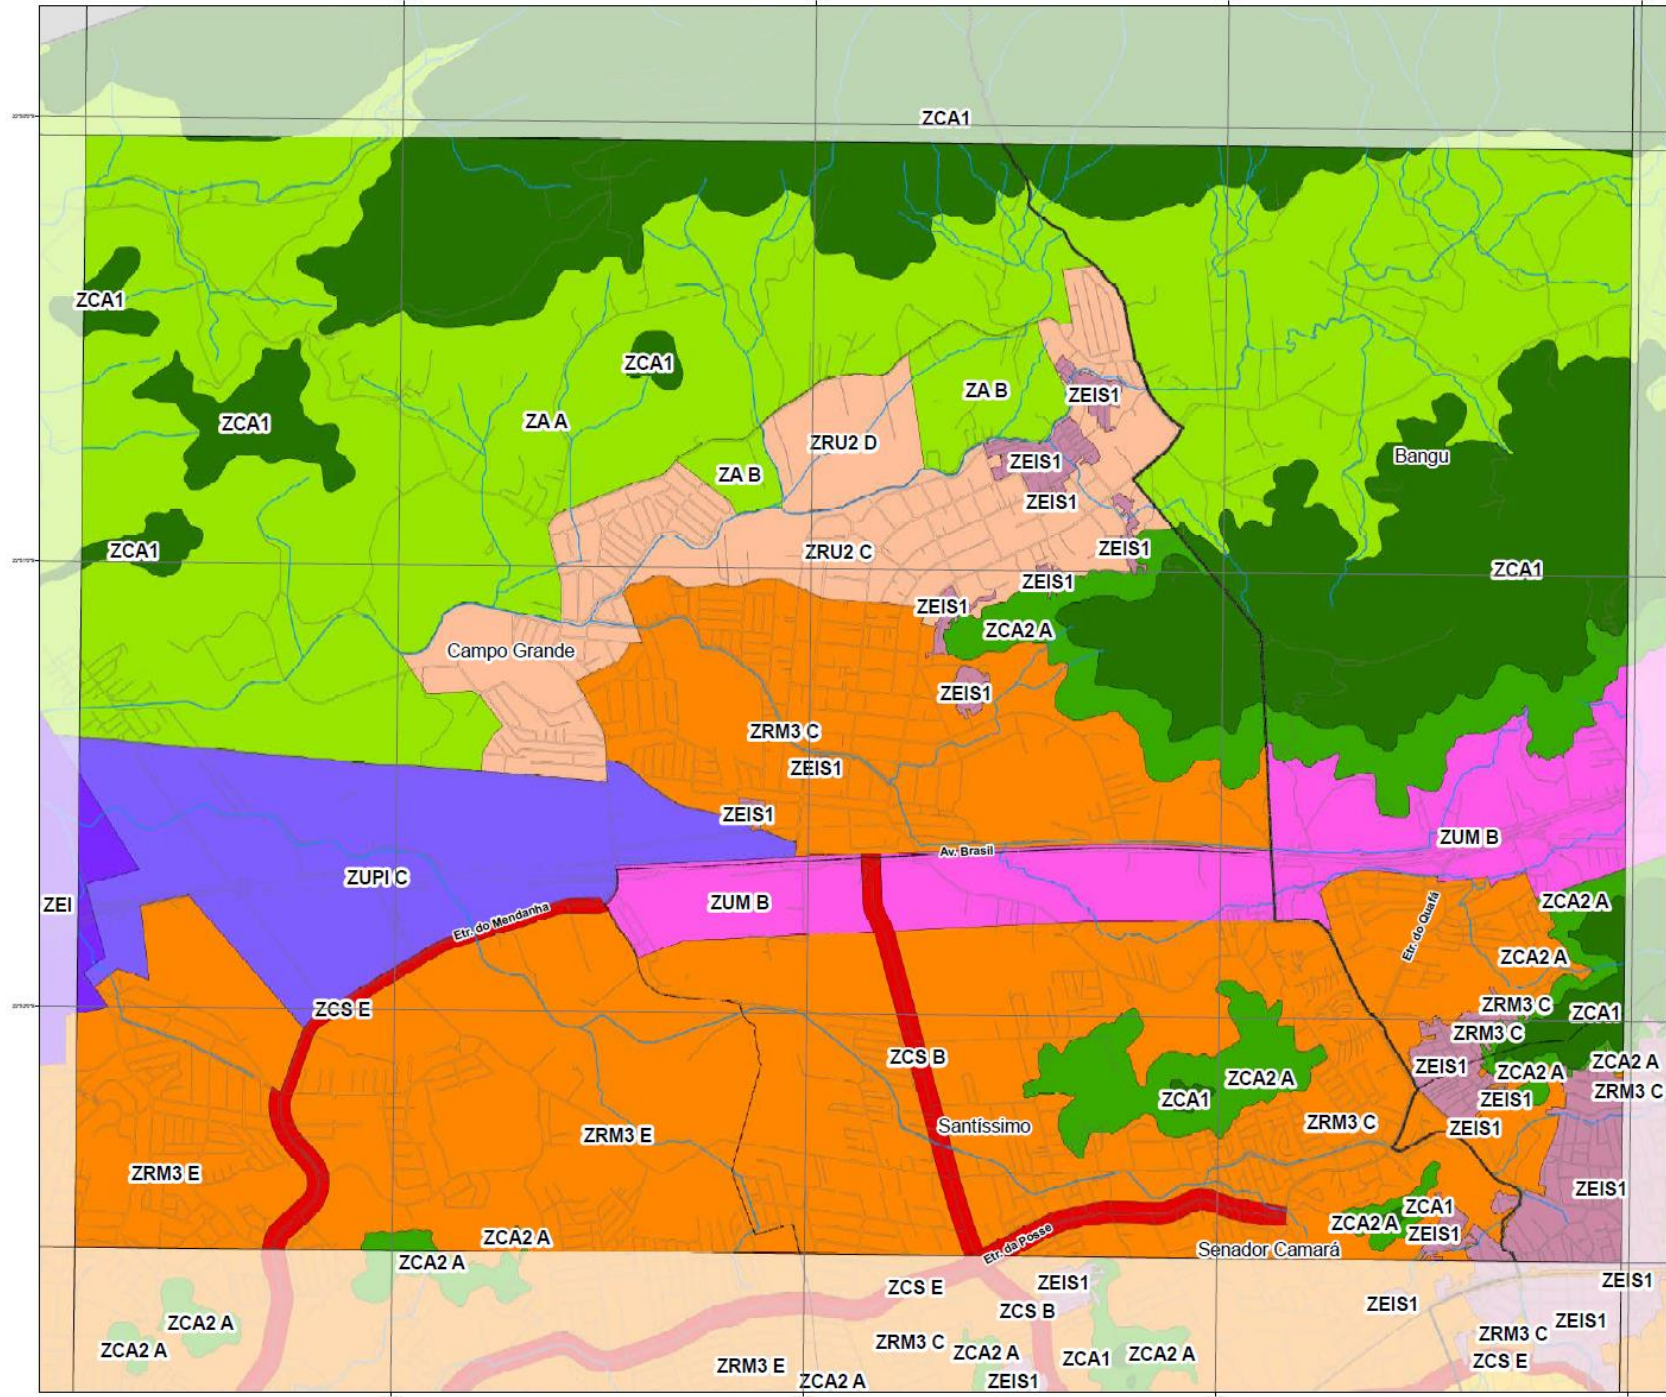 ZCA1
ZCA1
ZCA1
ZA B
ZEIS1
ZCA1
ZA A
ZRU2 D
Bangu
ZEIS1
ZA B
ZEIS1
ZCA1
ZRU2 C
ZEIS1
ZCA1
ZEIS1
ZEIS1
ZCA2 A
Campo Grande
ZEIS1
ZRM3 C
ZEIS1
ZEIS1
ZUM B
Av. Brasil
ZUPI C
ZEI
ZUM B
ZCA2 A
Etr. do Mendanha
Etr. do Quafá
ZCA2 A
ZCS E
ZRM3 C
ZCA1
ZRM3 C
ZCS B
ZCA2 A
ZEIS1
ZCA2 A
ZCA2 A
ZRM3 C
ZCA1
ZEIS1
Santíssimo
ZRM3 C
ZEIS1
ZRM3 E
ZRM3 E
ZEIS1
ZCA1
ZCA2 A
ZEIS1
ZCA2 A
Etr. da Posse
Senador Camará
ZCA2 A
ZEIS1
ZEIS1
ZCS E
ZCS B
ZEIS1
ZEIS1
ZCA2 A
ZRM3 C
ZRM3 C
ZCA2 A
ZCA2 A
ZCA1
ZCA2 A
ZCS E
ZRM3 E
ZCA2 A
ZEIS1